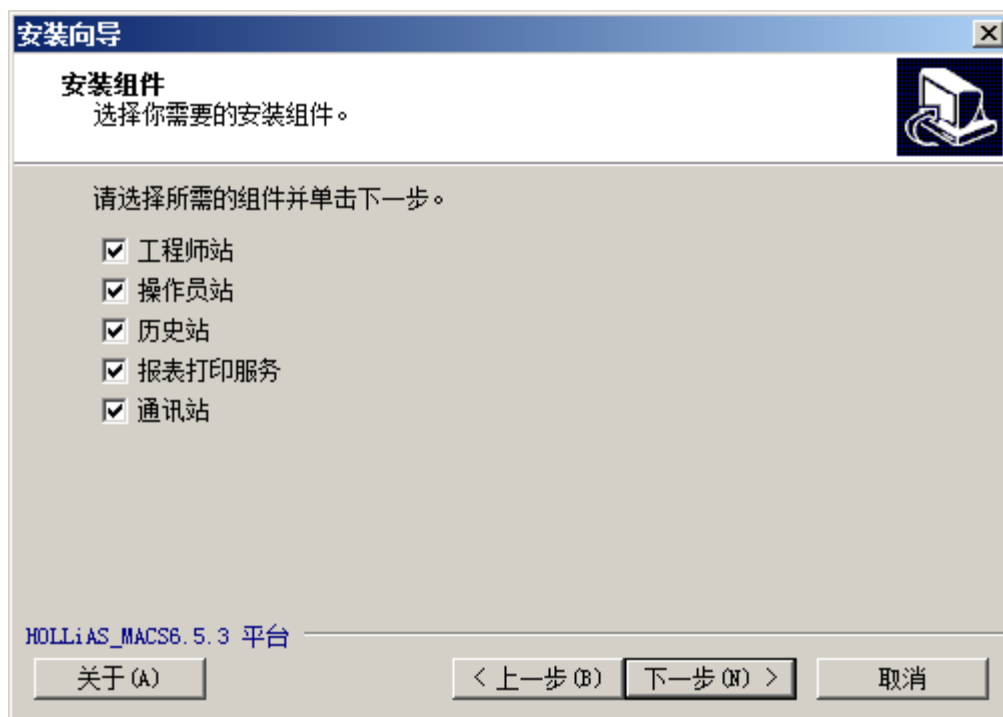 安装向导
安装组件
选择你需要的安装组件。
请选择所需的组件并单击下一步。
工程师站
操作员站
历史站
报表打印服务
通讯站
HOLLiAS_MACS6.5.3 平台
关于(A)
< 上一步(B)
下一步(N) >
取消